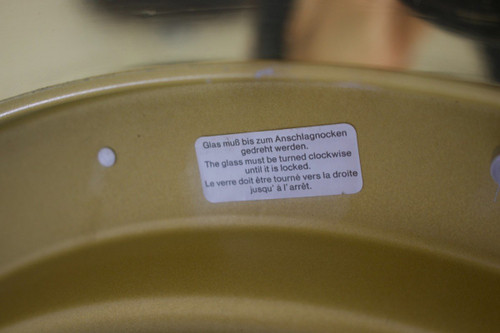 Glas muß bis zum Anschlagnocken
gedreht werden.
The glass must be turned clockwise
until it is locked.
Le verre doit être tourné vers la droite
jusqu' à l' arrêt.